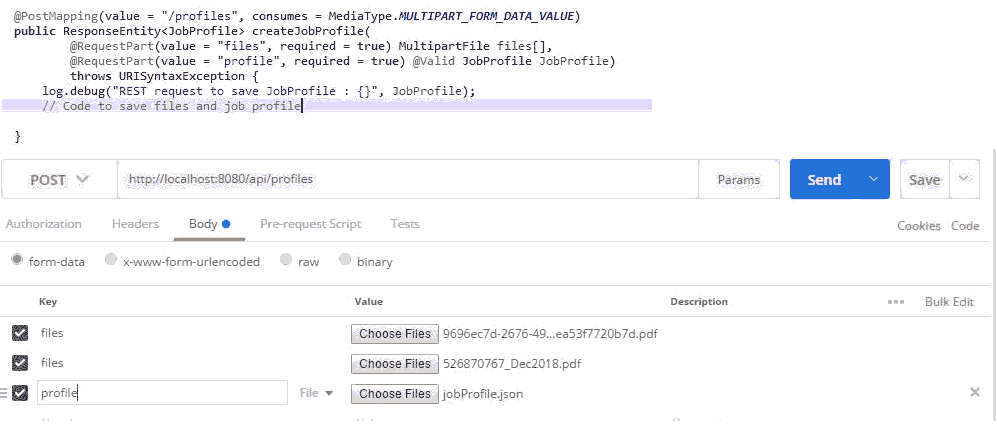 @PostMapping(value = "/profiles", consumes = MediaType.MULTIPART_FORM_DATA_VALUE)
public ResponseEntity<JobProfile> createJobProfile(
@RequestPart(value = "files", required = true) MultipartFile files[],
@RequestPart(value = "profile", required = true) @Valid JobProfile JobProfile)
throws URISyntaxException {
log.debug("REST request to save JobProfile : {}", JobProfile);
// Code to save files and job profile
}
POST http://localhost:8080/api/profiles Params Send Save
Authorization Headers Body Pre-request Script Tests Cookies Code
form-data x-www-form-urlencoded raw binary
Key Value Description ••• Bulk Edit
files Choose Files 9696ec7d-2676-49...ea53f7720b7d.pdf
files Choose Files 526870767_Dec2018.pdf
profile File Choose Files jobProfile.json